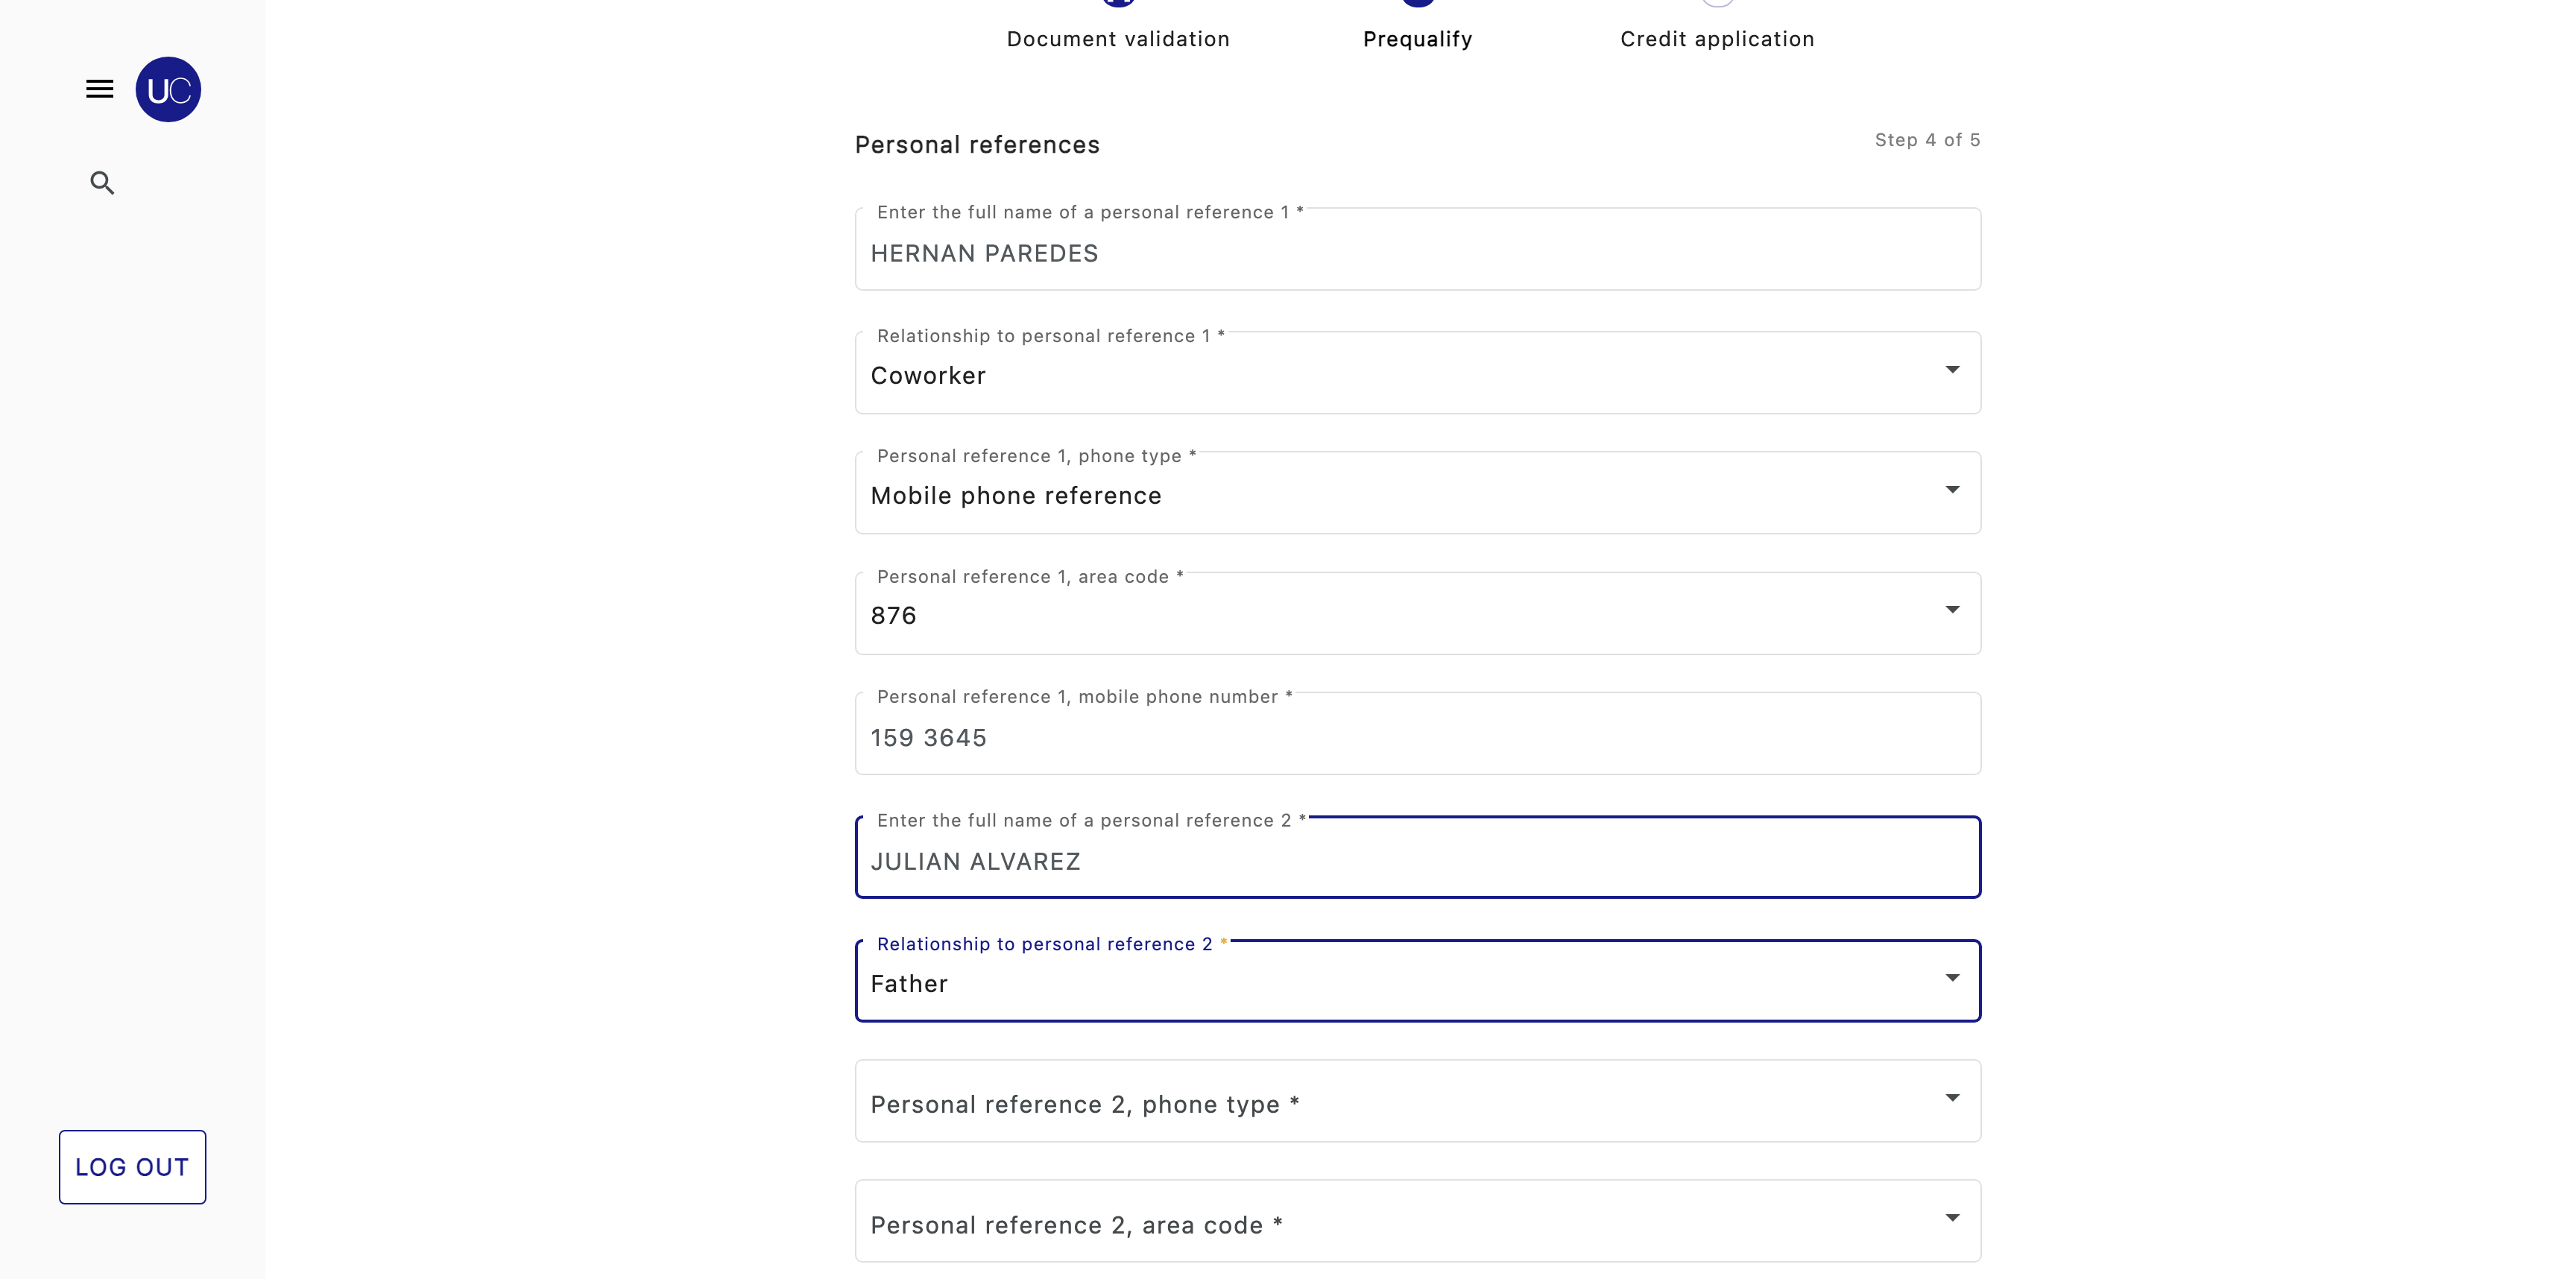 Document validation
Prequalify
Credit application
UC
Personal references
Step 4 of 5
Enter the full name of a personal reference 1 *
HERNAN PAREDES
Relationship to personal reference 1 *
Coworker
Personal reference 1, phone type *
Mobile phone reference
Personal reference 1, area code *
876
Personal reference 1, mobile phone number *
159 3645
Enter the full name of a personal reference 2 *
JULIAN ALVAREZ
Relationship to personal reference 2 *
Father
Personal reference 2, phone type *
Personal reference 2, area code *
LOG OUT